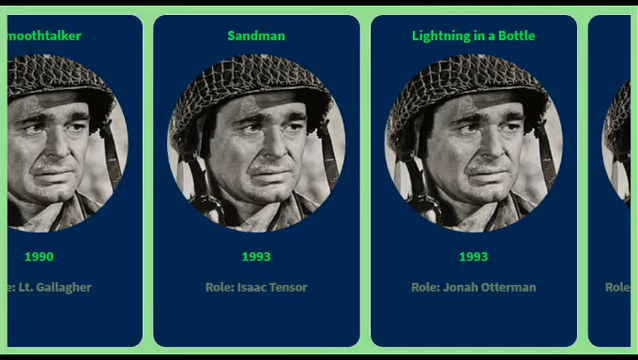 moothtalker
Sandman
Lightning in a Bottle
1990
1993
1993
e: Lt. Gallagher
Role: Isaac Tensor
Role: Jonah Otterman
Role